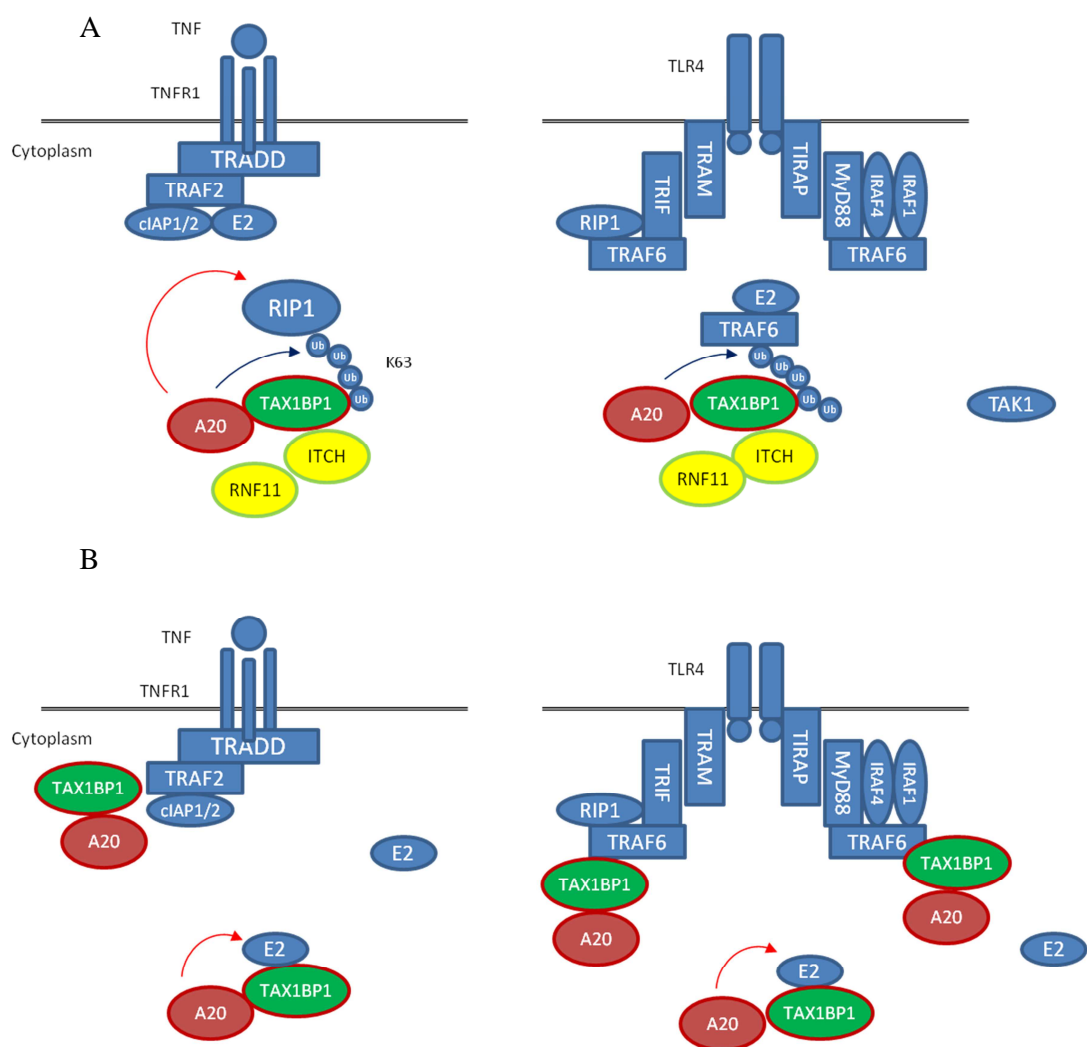 A
TNF
TNFR1
Cytoplasm
TRADD
TRAF2
cIAP1/2
E2
RIP1
Ub
Ub
Ub
Ub
K63
A20
TAX1BP1
ITCH
RNF11
TLR4
TRAM
TIRAP
TRIF
MyD88
IRAF4
IRAF1
RIP1
TRAF6
TRAF6
E2
TRAF6
Ub
Ub
Ub
Ub
Ub
A20
TAX1BP1
ITCH
RNF11
TAK1
B
TNF
TNFR1
Cytoplasm
TRADD
TRAF2
cIAP1/2
TAX1BP1
A20
E2
E2
TAX1BP1
A20
TLR4
TRAM
TIRAP
TRIF
MyD88
IRAF4
IRAF1
RIP1
TRAF6
TRAF6
TAX1BP1
A20
TAX1BP1
A20
E2
E2
TAX1BP1
A20